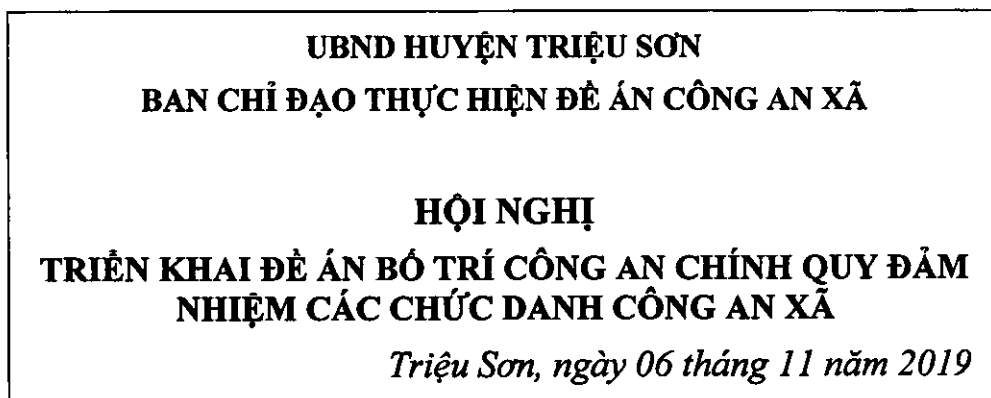 UBND HUYỆN TRIỆU SƠN
BAN CHỈ ĐẠO THỰC HIỆN ĐỀ ÁN CÔNG AN XÃ
HỘI NGHỊ
TRIỂN KHAI ĐỀ ÁN BỐ TRÍ CÔNG AN CHÍNH QUY ĐẢM
NHIỆM CÁC CHỨC DANH CÔNG AN XÃ
Triệu Sơn, ngày 06 tháng 11 năm 2019